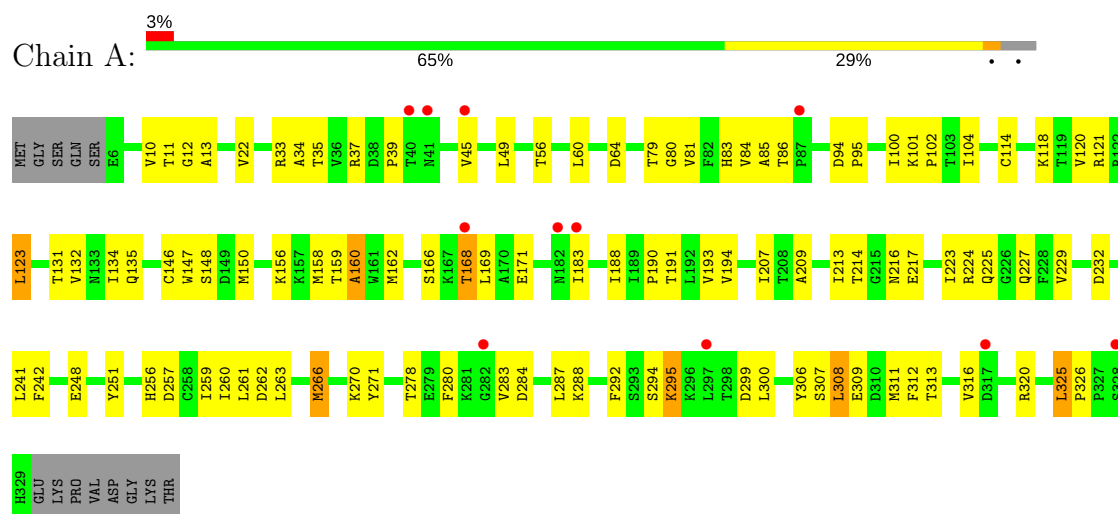 3%
Chain A:
65% 29% • •
MET GLY SER GLN SER E6 V10 T11 G12 A13 V22 R33 A34 T35 V36 R37 D38 P39 T40 N41 V45 L49 T56 L60 D64 T79 G80 V81 F82 H83 V84 A85 T86 P87 D94 P95 I100 K101 P102 T103 I104 C114 K118 T119 V120 R121 R122
L123 T131 V132 N133 I134 Q135 C146 W147 S148 D149 M150 K156 K157 M158 T159 A160 W161 M162 S166 K167 T168 L169 A170 E171 N182 I183 I188 I189 P190 T191 L192 V193 V194 I207 T208 A209 I213 T214 G215 N216 E217 I223 R224 Q225 G226 Q227 F228 V229 D232
L241 F242 E248 Y251 H256 D257 C258 I259 I260 L261 D262 L263 M266 K270 Y271 T278 E279 F280 K281 G282 V283 D284 L287 K288 F292 S293 S294 K295 K296 L297 T298 D299 L300 Y306 S307 L308 E309 D310 M311 F312 T313 V316 D317 R320 L325 P326 P327 S328
H329 GLU LYS PRO VAL ASP GLY LYS THR